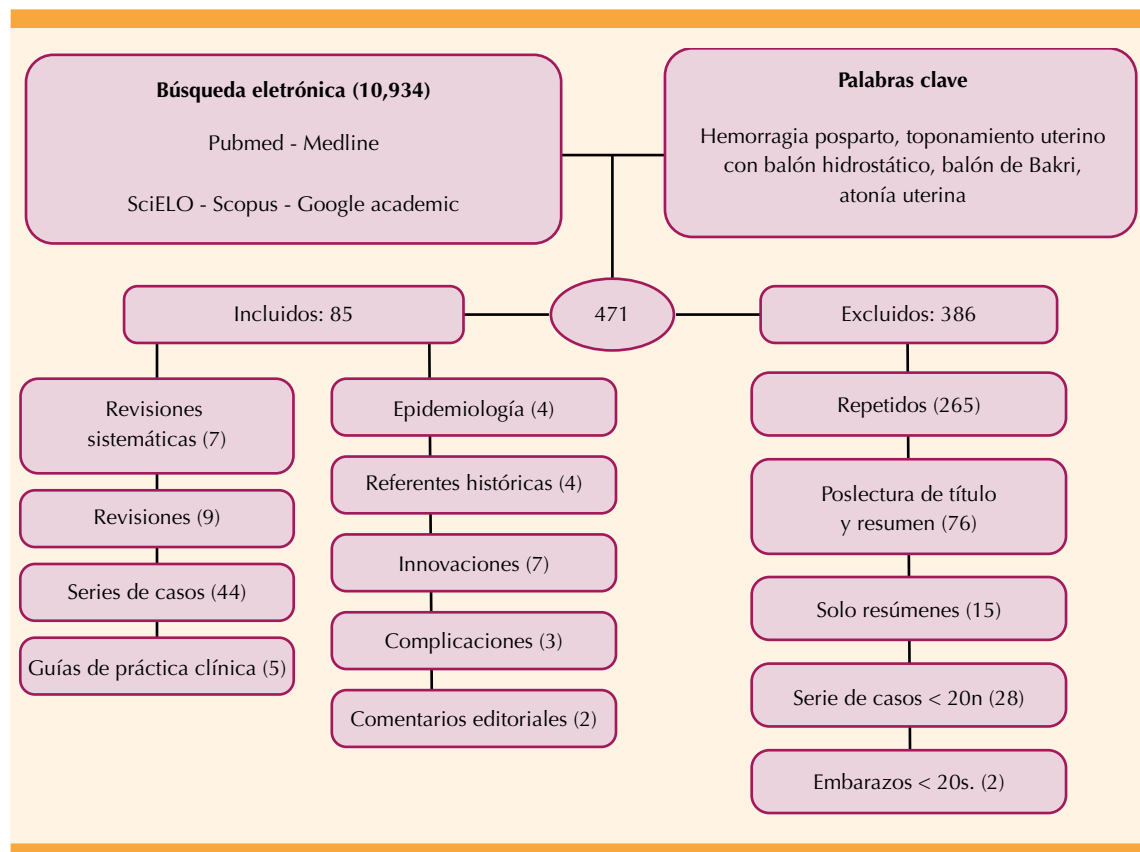 Búsqueda eletrónica (10,934)
Pubmed - Medline
SciELO - Scopus - Google academic
Palabras clave
Hemorragia posparto, toponamiento uterino
con balón hidrostático, balón de Bakri,
atonía uterina
Incluidos: 85
471
Excluidos: 386
Revisiones
sistemáticas (7)
Revisiones (9)
Series de casos (44)
Guías de práctica clínica (5)
Epidemiología (4)
Referentes históricas (4)
Innovaciones (7)
Complicaciones (3)
Comentarios editoriales (2)
Repetidos (265)
Poslectura de título
y resumen (76)
Solo resúmenes (15)
Serie de casos < 20n (28)
Embarazos < 20s. (2)